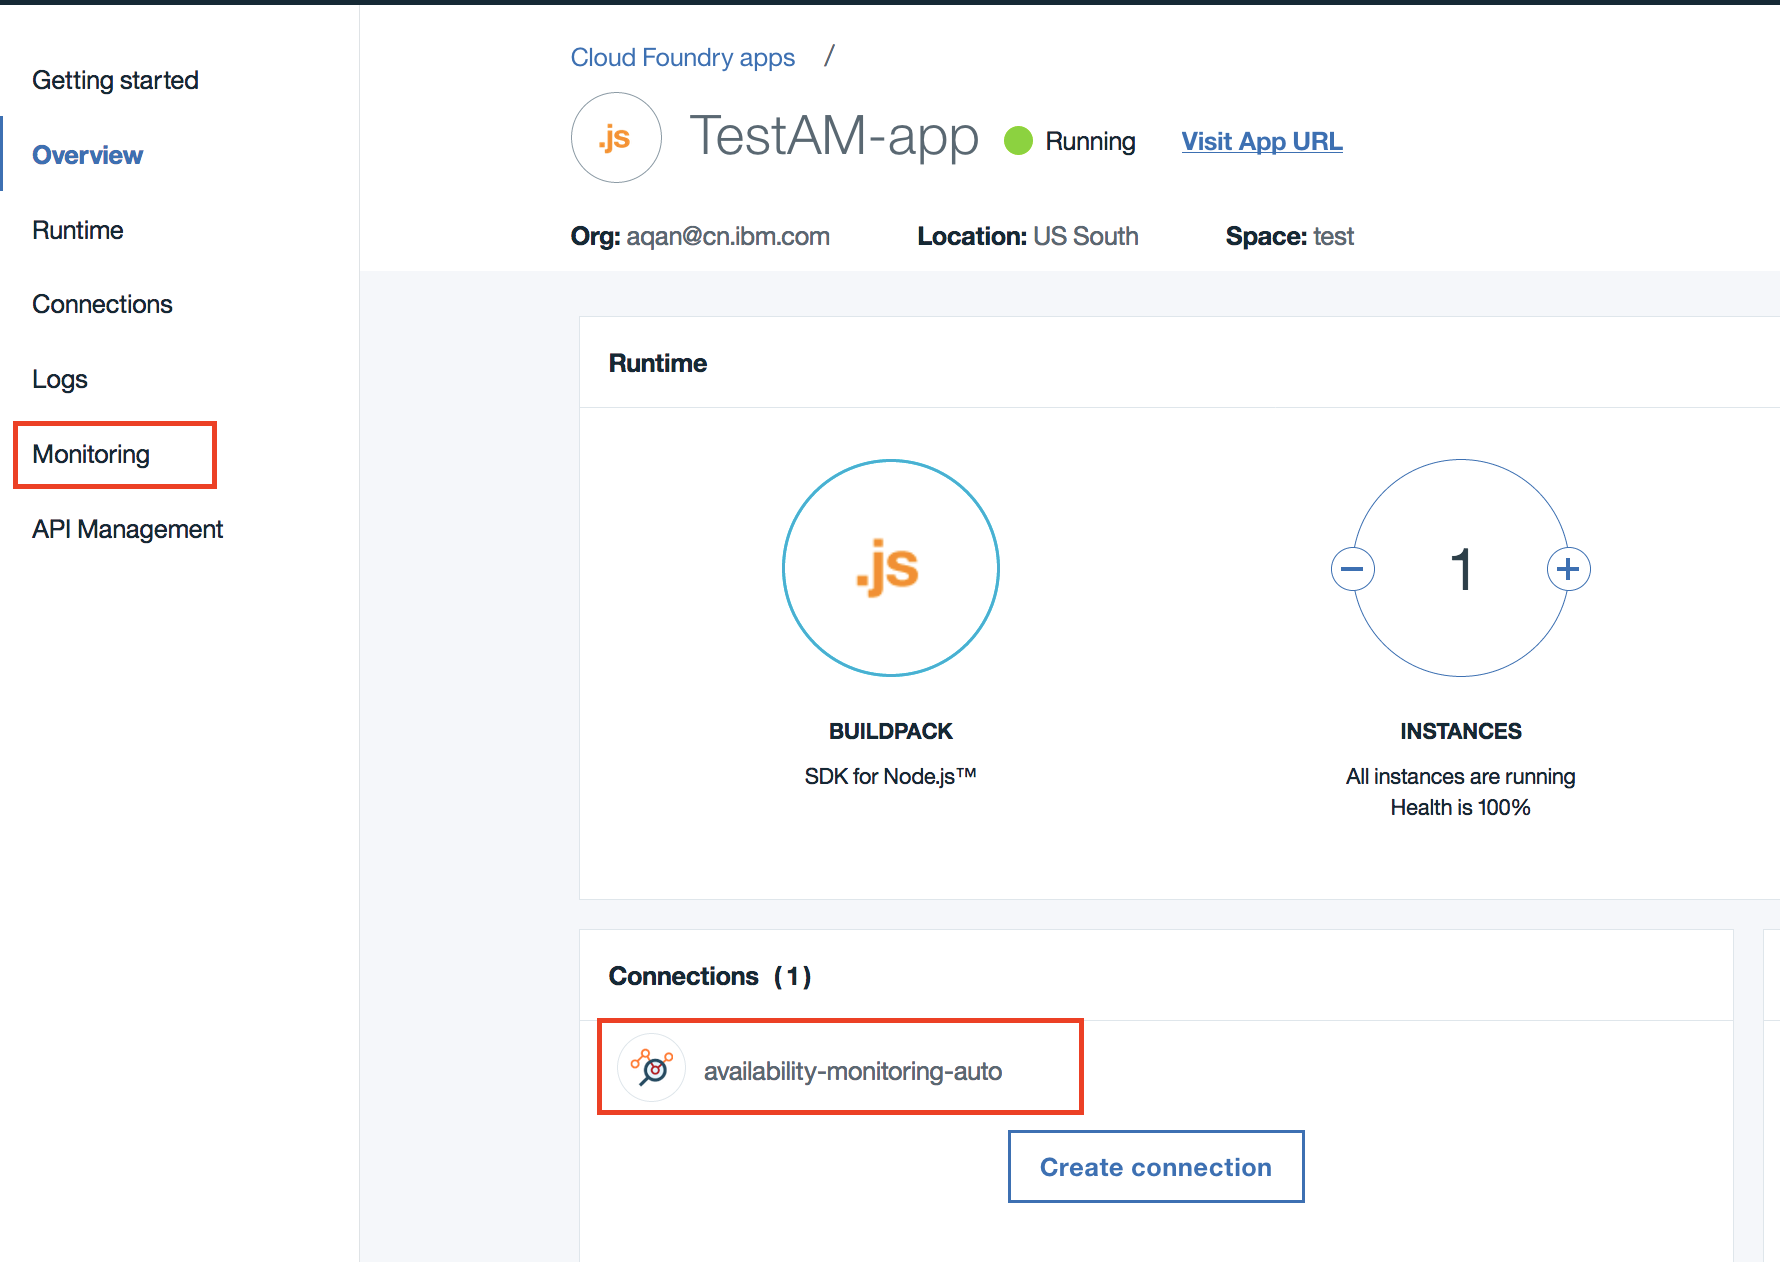 Getting started
Overview
Runtime
Connections
Logs
Monitoring
API Management
Cloud Foundry apps /
.js TestAM-app Running Visit App URL
Org: aqan@cn.ibm.com Location: US South Space: test
Runtime
.js
1
BUILDPACK
SDK for Node.js™
INSTANCES
All instances are running
Health is 100%
Connections (1)
availability-monitoring-auto
Create connection